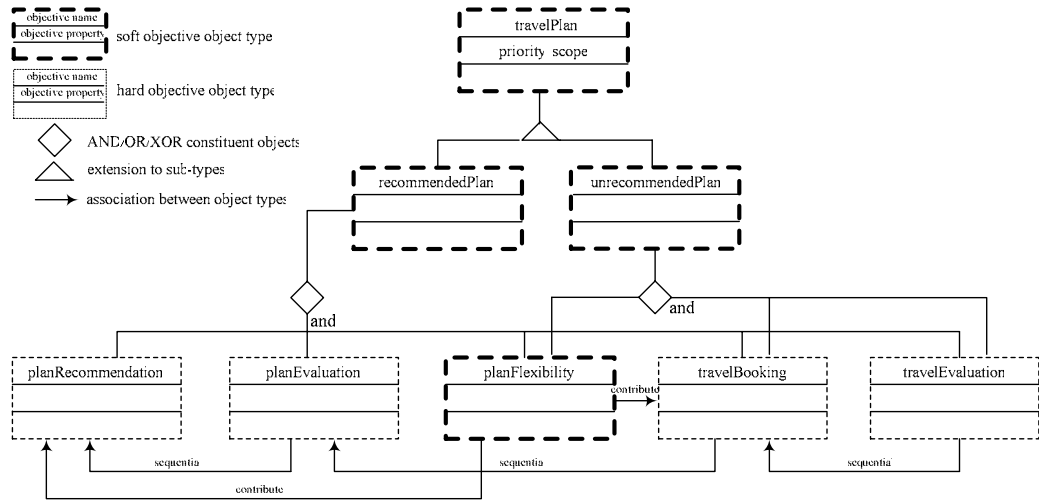 objective name
objective property
soft objective object type
objective name
objective property
hard objective object type
AND/OR/XOR constituent objects
extension to sub-types
association between object types
travelPlan
priority scope
recommendedPlan
unrecommendedPlan
and
and
planRecommendation
planEvaluation
planFlexibility
travelBooking
travelEvaluation
contribute
sequentia
sequentia
sequentia
contribute